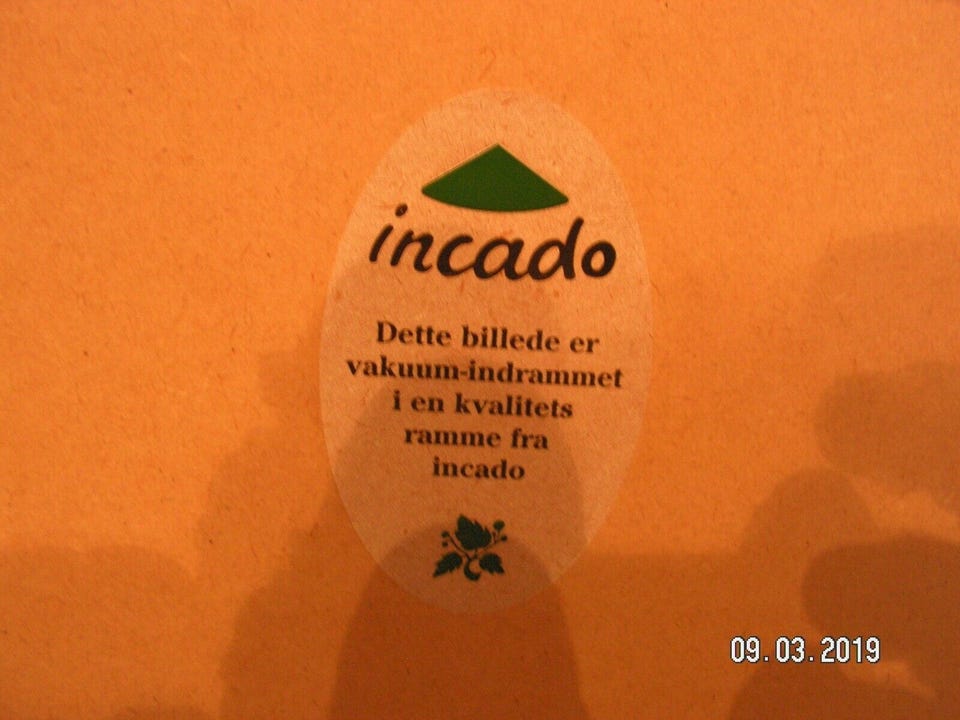 incado
Dette billede er
vakuum-indrammet
i en kvalitets
ramme fra
incado
09.03.2019